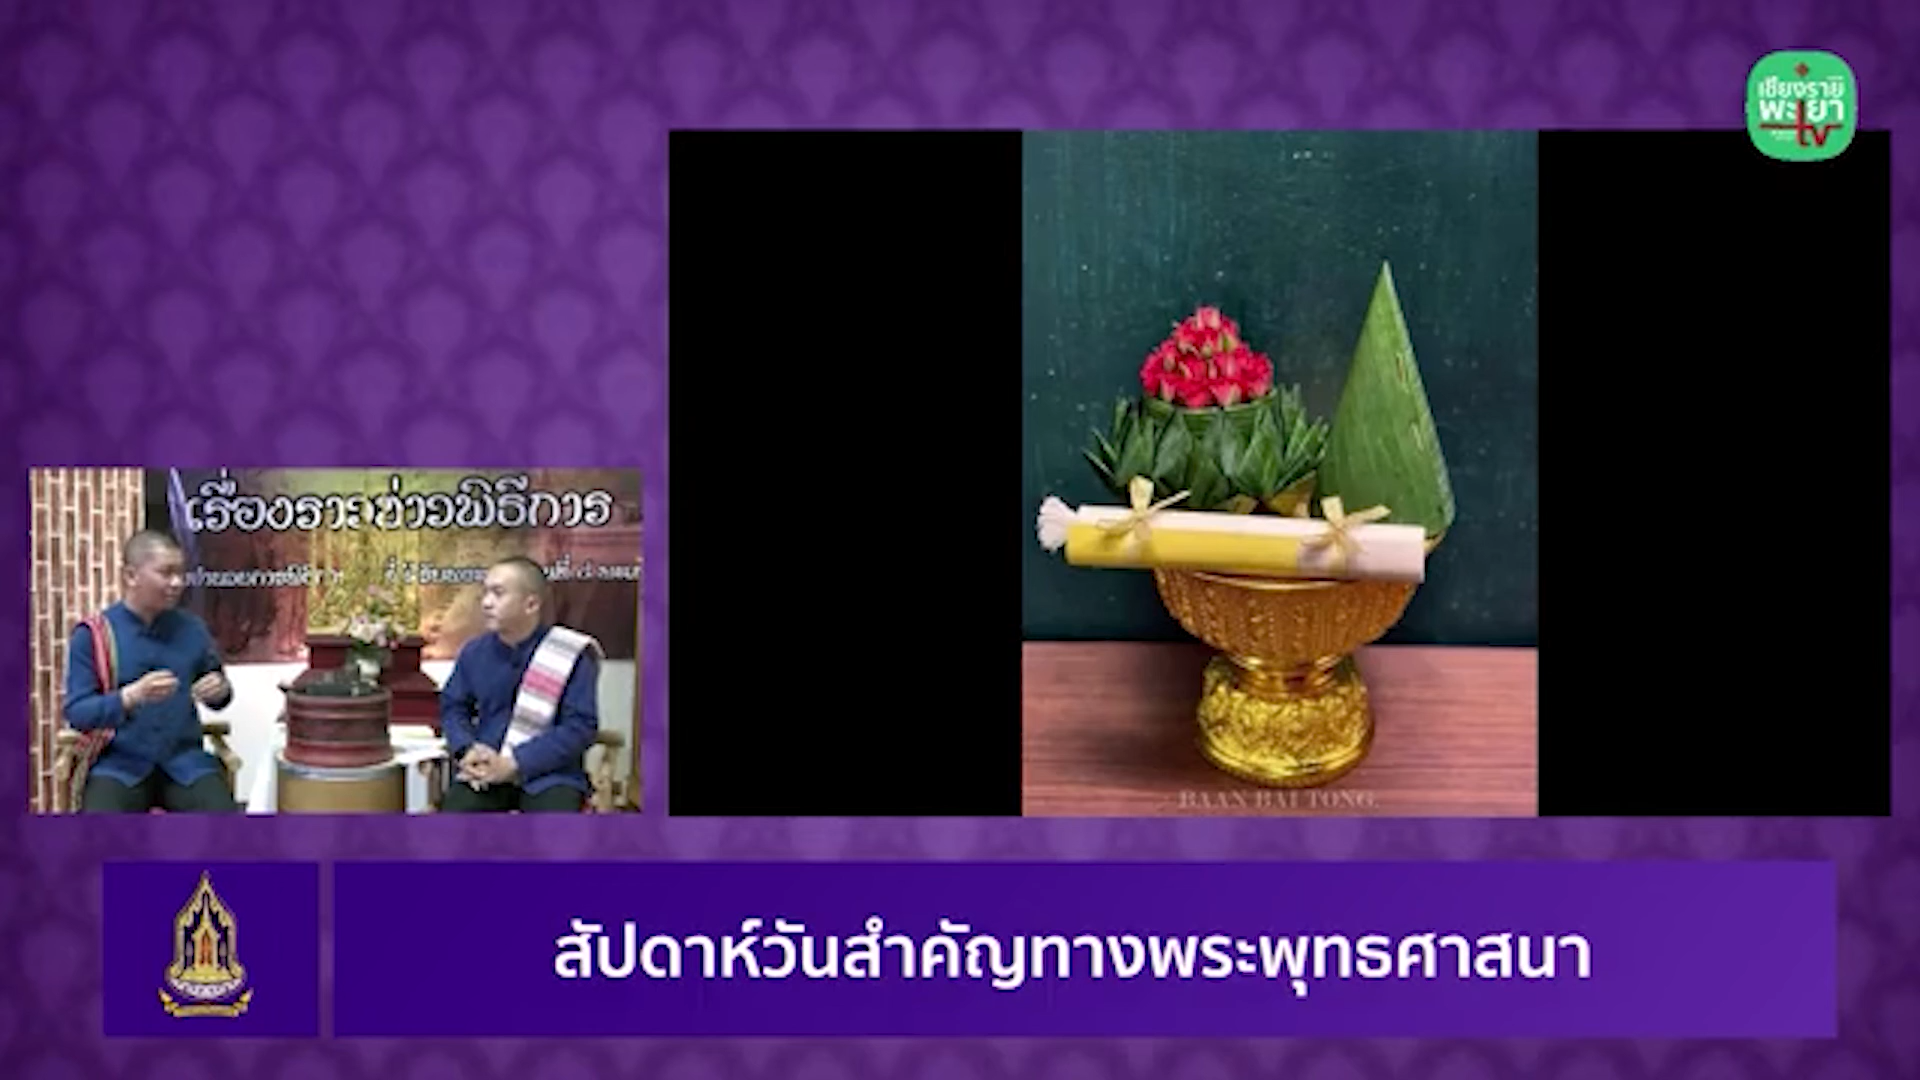 เชียงราย
พะเยา
tv
เรื่องราวข่าวพิธีการ
BAAN BAI TONG.
สัปดาห์วันสำคัญทางพระพุทธศาสนา